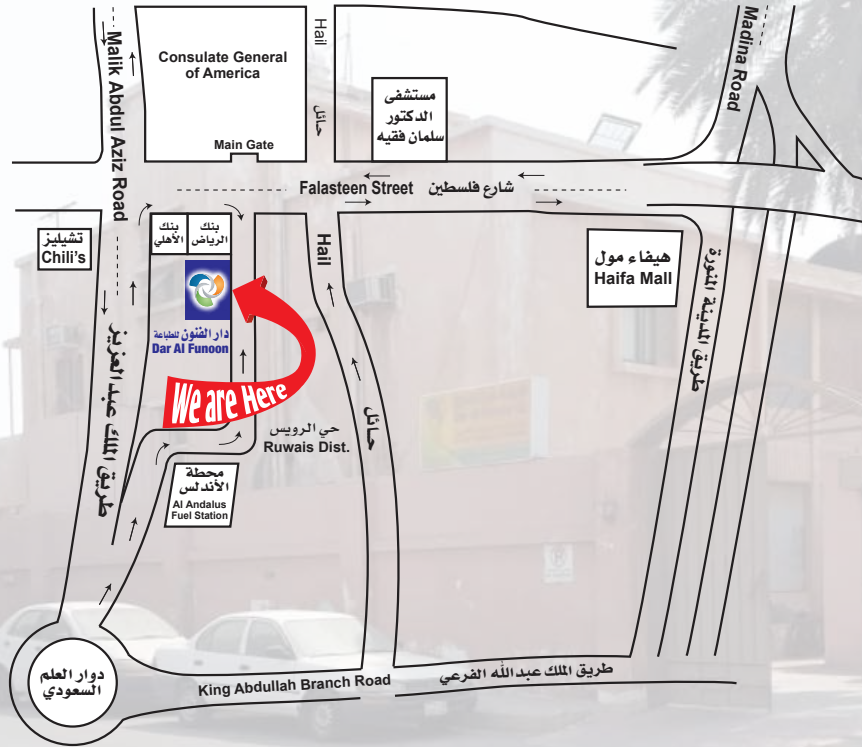 Malik Abdul Aziz Road
Consulate General
of America
Main Gate
Hail
حائل
مستشفى
الدكتور
سلمان فقيه
Madina Road
Falasteen Street شارع فلسطين
تشيليز
Chili's
بنك
الأهلي
بنك
الرياض
Hail
هيفاء مول
Haifa Mall
طريق المدينة المنورة
دار الفنون للطباعة
Dar Al Funoon
We are Here
طريق الملك عبد العزيز
حائل
حي الرويس
Ruwais Dist.
محطة
الأندلس
Al Andalus
Fuel Station
دوار العلم
السعودي
King Abdullah Branch Road طريق الملك عبدالله الفرعي